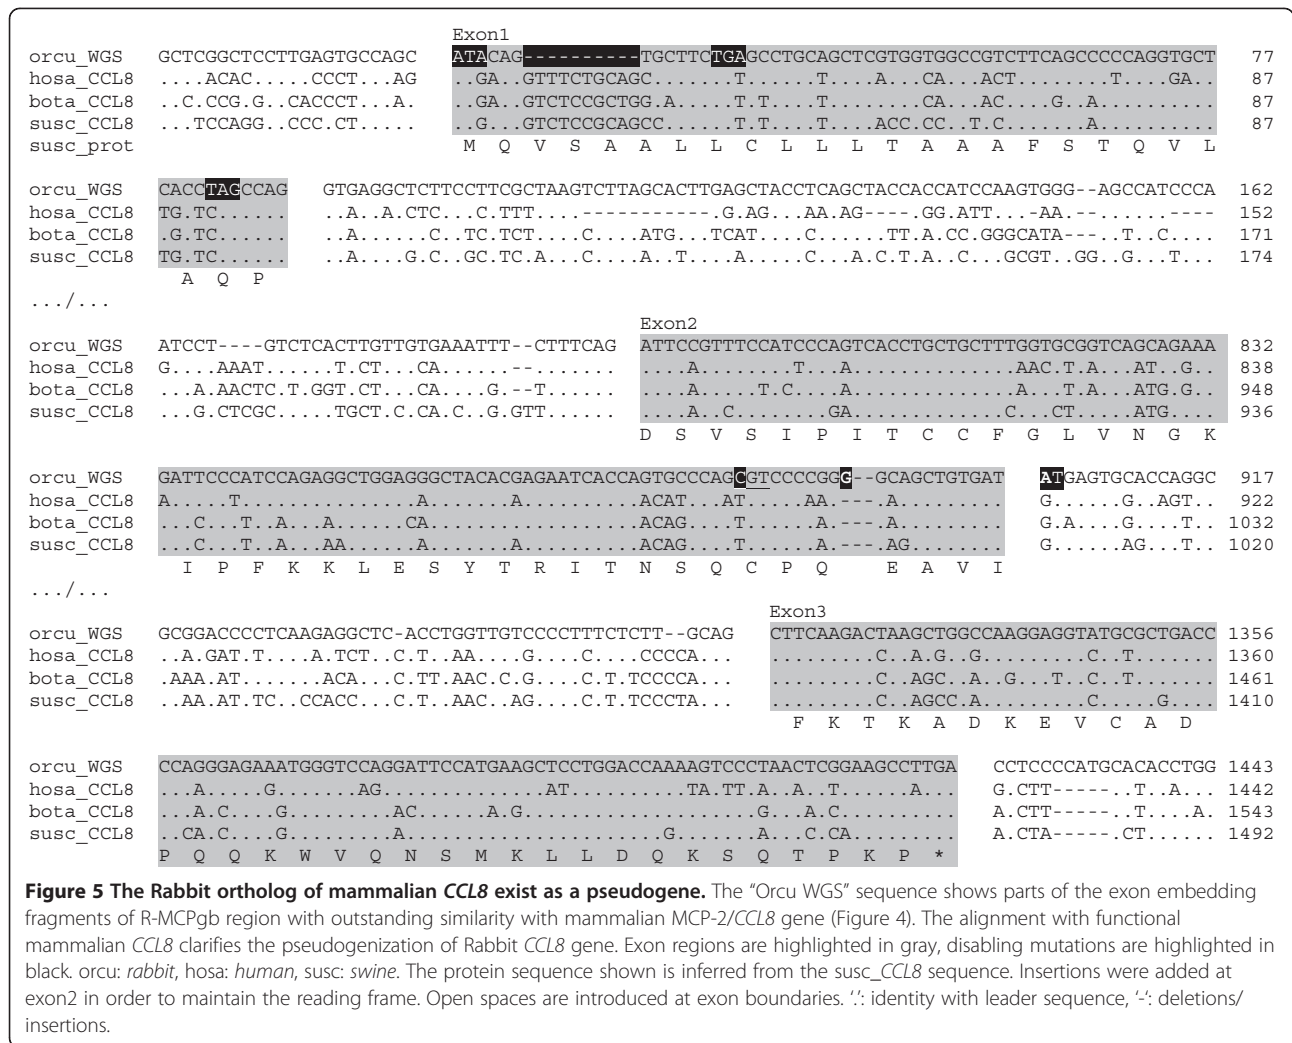 Exon1
orcu_WGS GCTCGGCTCCTTGAGTGCCAGC ATACAG----------TGCTTCTGAGCCTGCAGCTCGTGGTGGCCGTCTTCAGCCCCCAGGTGCT 77
hosa_CCL8 ....ACAC.....CCCT...AG ..GA..GTTTCTGCAGC.......T......T....A...CA...ACT........T....GA.. 87
bota_CCL8 ..C.CCG.G..CACCCT...A. ..GA..GTCTCCGCTGG.A.....T.T....T........CA...AC....G..A.......... 87
susc_CCL8 ...TCCAGG..CCC.CT..... ..G...GTCTCCGCAGCC......T.T....T....ACC.CC..T.C.......A.......... 87
susc_prot M Q V S A A L L C L L L T A A A F S T Q V L
orcu_WGS CACCTAGCCAG GTGAGGCTCTTCCTTCGCTAAGTCTTAGCACTTGAGCTACCTCAGCTACCACCATCCAAGTGGG--AGCCATCCCA 162
hosa_CCL8 TG.TC...... ..A..A.CTC...C.TTT....-----------.G.AG...AA.AG----.GG.ATT...-AA.--......---- 152
bota_CCL8 .G.TC...... ..A......C..TC.TCT....C....ATG...TCAT....C......TT.A.CC.GGGCATA---..T..C.... 171
susc_CCL8 TG.TC...... ..A....G.C..GC.TC.A...C....A..T....A.....C...A.C.T.A..C...GCGT..GG..G...T... 174
A Q P
.../...
Exon2
orcu_WGS ATCCT----GTCTCACTTGTTGTGAAATTT--CTTTCAG ATTCCGTTTCCATCCCAGTCACCTGCTGCTTTGGTGCGGTCAGCAGAAA 832
hosa_CCL8 G....AAAT......T.CT...CA.....--....... ....A........T...A..............AAC.T.A...AT..G.. 838
bota_CCL8 ...A.AACTC.T.GGT.CT...CA....G.--T...... ....A.....T.C....A..............A...T.A...ATG.G.. 948
susc_CCL8 ...G.CTCGC....TGCT.C.CA.C..G.GTT....... ....A..C........GA.............C...CT....ATG..... 936
D S V S I P I T C C F G L V N G K
orcu_WGS GATTCCCATCCAGAGGCTGGAGGGCTACACGAGAATCACCAGTGCCCAGCGTCCCCGGG--GCAGCTGTGAT ATGAGTGCACCAGGC 917
hosa_CCL8 A.....T...............A.......A..........ACAT...AT.....AA.---.A......... G......G..AGT.. 922
bota_CCL8 ...C...T..A...A......CA..................ACAG....T......A.---.A......... G.A....G....T.. 1032
susc_CCL8 ...C...T..A...AA......A.......A..........ACAG....T......A.---.AG........ G......AG...T.. 1020
I P F K K L E S Y T R I T N S Q C P Q E A V I
.../...
Exon3
orcu_WGS GCGGACCCCTCAAGAGGCTC-ACCTGGTTGTCCCCTTTCTCTT--GCAG CTTCAAGACTAAGCTGGCCAAGGAGGTATGCGCTGACC 1356
hosa_CCL8 ..A.GAT.T....A.TCT..C.T..AA....G....C....CCCCA... .........C..A.G..G.........C..T....... 1360
bota_CCL8 .AAA.AT.......ACA...C.TT.AAC.C.G....C.T.TCCCCA... .........C..AGC..A..G...T..C..T....... 1461
susc_CCL8 ..AA.AT.TC..CCACC...C.T..AAC..AG....C.T.TTCCCTA... .........C..AGCC.A.........C.....G.... 1410
F K T K A D K E V C A D
orcu_WGS CCAGGGAGAAATGGGTCCAGGATTCCATGAAGCTCCTGGACCAAAAGTCCCTAACTCGGAAGCCTTGA CCTCCCCATGCACACCTGG 1443
hosa_CCL8 ...A.....G.......AG..............AT..........TA.TT.A..A..T......A... G.CTT-----..T..A... 1442
bota_CCL8 ...A.C....G.........AC......A.G....................G...A.C.......... A.CTT-----..T....A. 1543
susc_CCL8 ..CA.C....G.........A......................G.......A...C.CA......... A.CTA-----.CT...... 1492
P Q Q K W V Q N S M K L L D Q K S Q T P K P *
Figure 5 The Rabbit ortholog of mammalian CCL8 exist as a pseudogene. The “Orcu WGS” sequence shows parts of the exon embedding
fragments of R-MCPgb region with outstanding similarity with mammalian MCP-2/CCL8 gene (Figure 4). The alignment with functional
mammalian CCL8 clarifies the pseudogenization of Rabbit CCL8 gene. Exon regions are highlighted in gray, disabling mutations are highlighted in
black. orcu: rabbit, hosa: human, susc: swine. The protein sequence shown is inferred from the susc_CCL8 sequence. Insertions were added at
exon2 in order to maintain the reading frame. Open spaces are introduced at exon boundaries. ‘.’: identity with leader sequence, ‘-‘: deletions/
insertions.